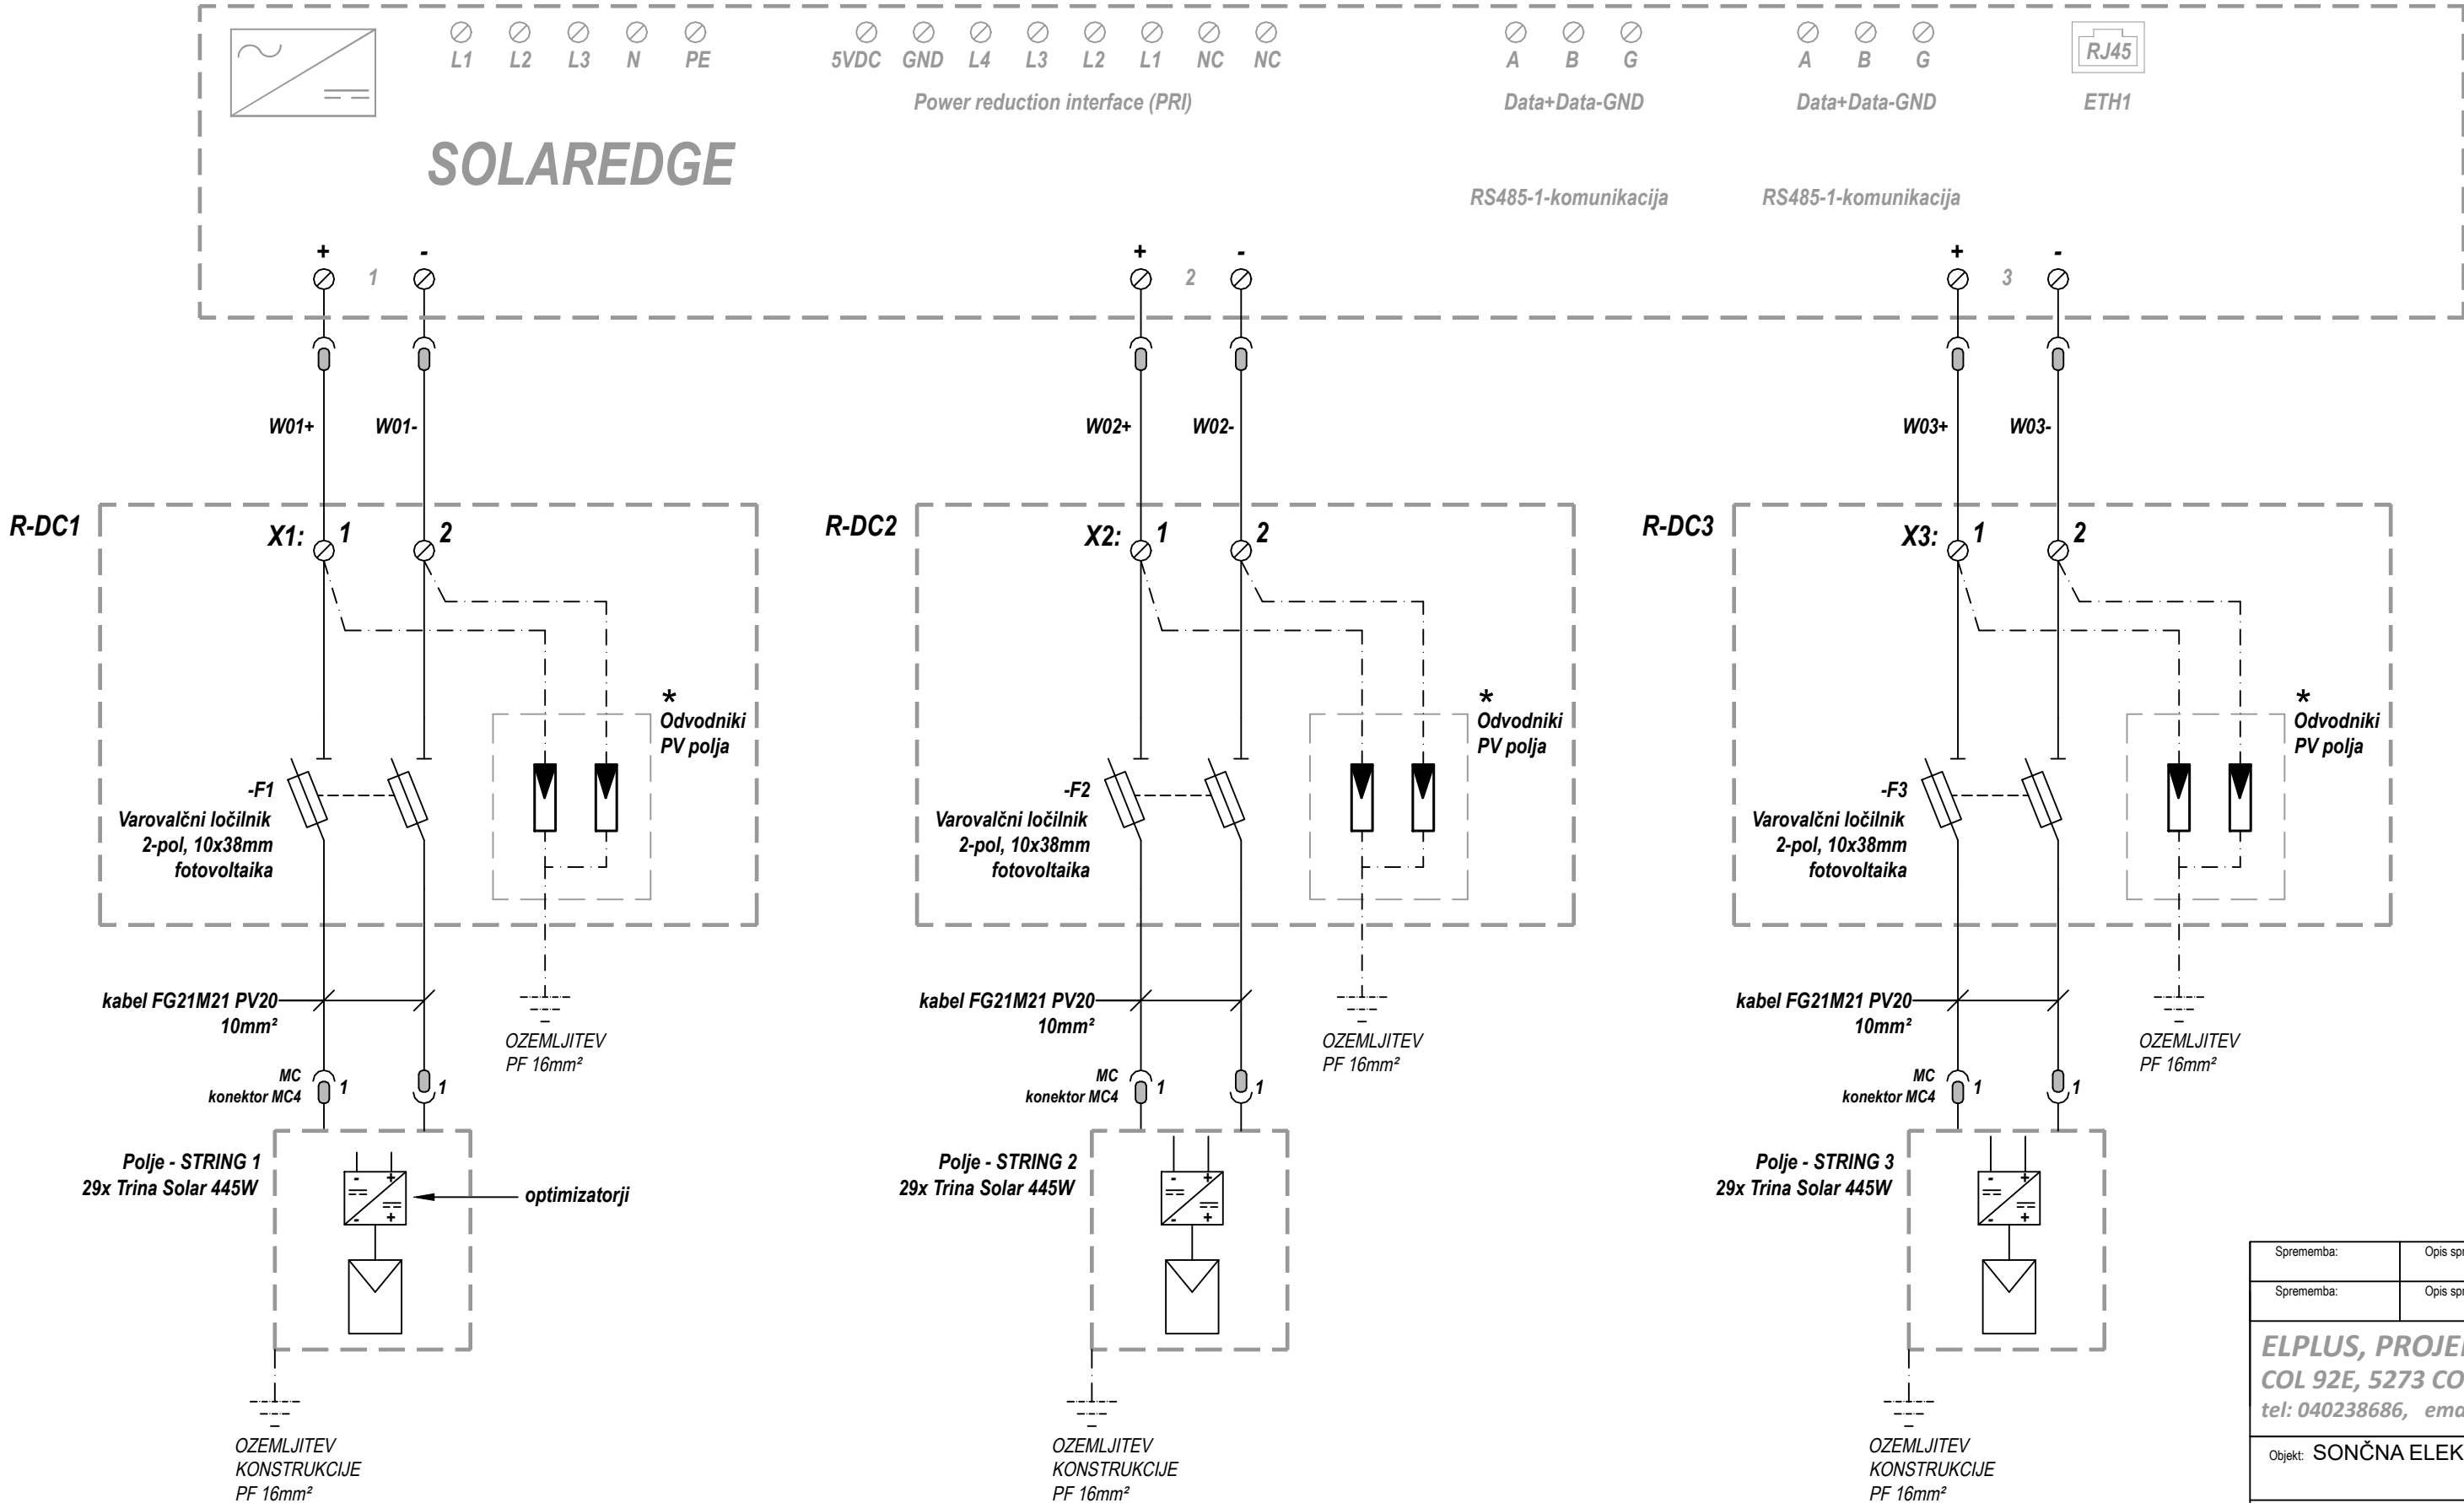 L1 L2 L3 N PE 5VDC GND L4 L3 L2 L1 NC NC A B G A B G RJ45
Power reduction interface (PRI) Data+Data-GND Data+Data-GND ETH1
SOLAREDGE
RS485-1-komunikacija RS485-1-komunikacija
+ - + - + -
1 2 3
W01+ W01- W02+ W02- W03+ W03-
R-DC1 X1: 1 2
R-DC2 X2: 1 2
R-DC3 X3: 1 2
*
Odvodniki
PV polja
-F1
Varovalčni ločilnik
2-pol, 10x38mm
fotovoltaika
*
Odvodniki
PV polja
-F2
Varovalčni ločilnik
2-pol, 10x38mm
fotovoltaika
*
Odvodniki
PV polja
-F3
Varovalčni ločilnik
2-pol, 10x38mm
fotovoltaika
kabel FG21M21 PV20
10mm²
OZEMLJITEV
PF 16mm²
kabel FG21M21 PV20
10mm²
OZEMLJITEV
PF 16mm²
kabel FG21M21 PV20
10mm²
OZEMLJITEV
PF 16mm²
MC
konektor MC4 1 1
MC
konektor MC4 1 1
MC
konektor MC4 1 1
Polje - STRING 1
29x Trina Solar 445W
- +
- +
optimizatorji
Polje - STRING 2
29x Trina Solar 445W
- +
- +
Polje - STRING 3
29x Trina Solar 445W
- +
- +
OZEMLJITEV
KONSTRUKCIJE
PF 16mm²
OZEMLJITEV
KONSTRUKCIJE
PF 16mm²
OZEMLJITEV
KONSTRUKCIJE
PF 16mm²
Sprememba: Opis
Sprememba: Opis
ELPLUS,
COL 92E, 5273
tel: 040238686,
Objekt: SONČNA